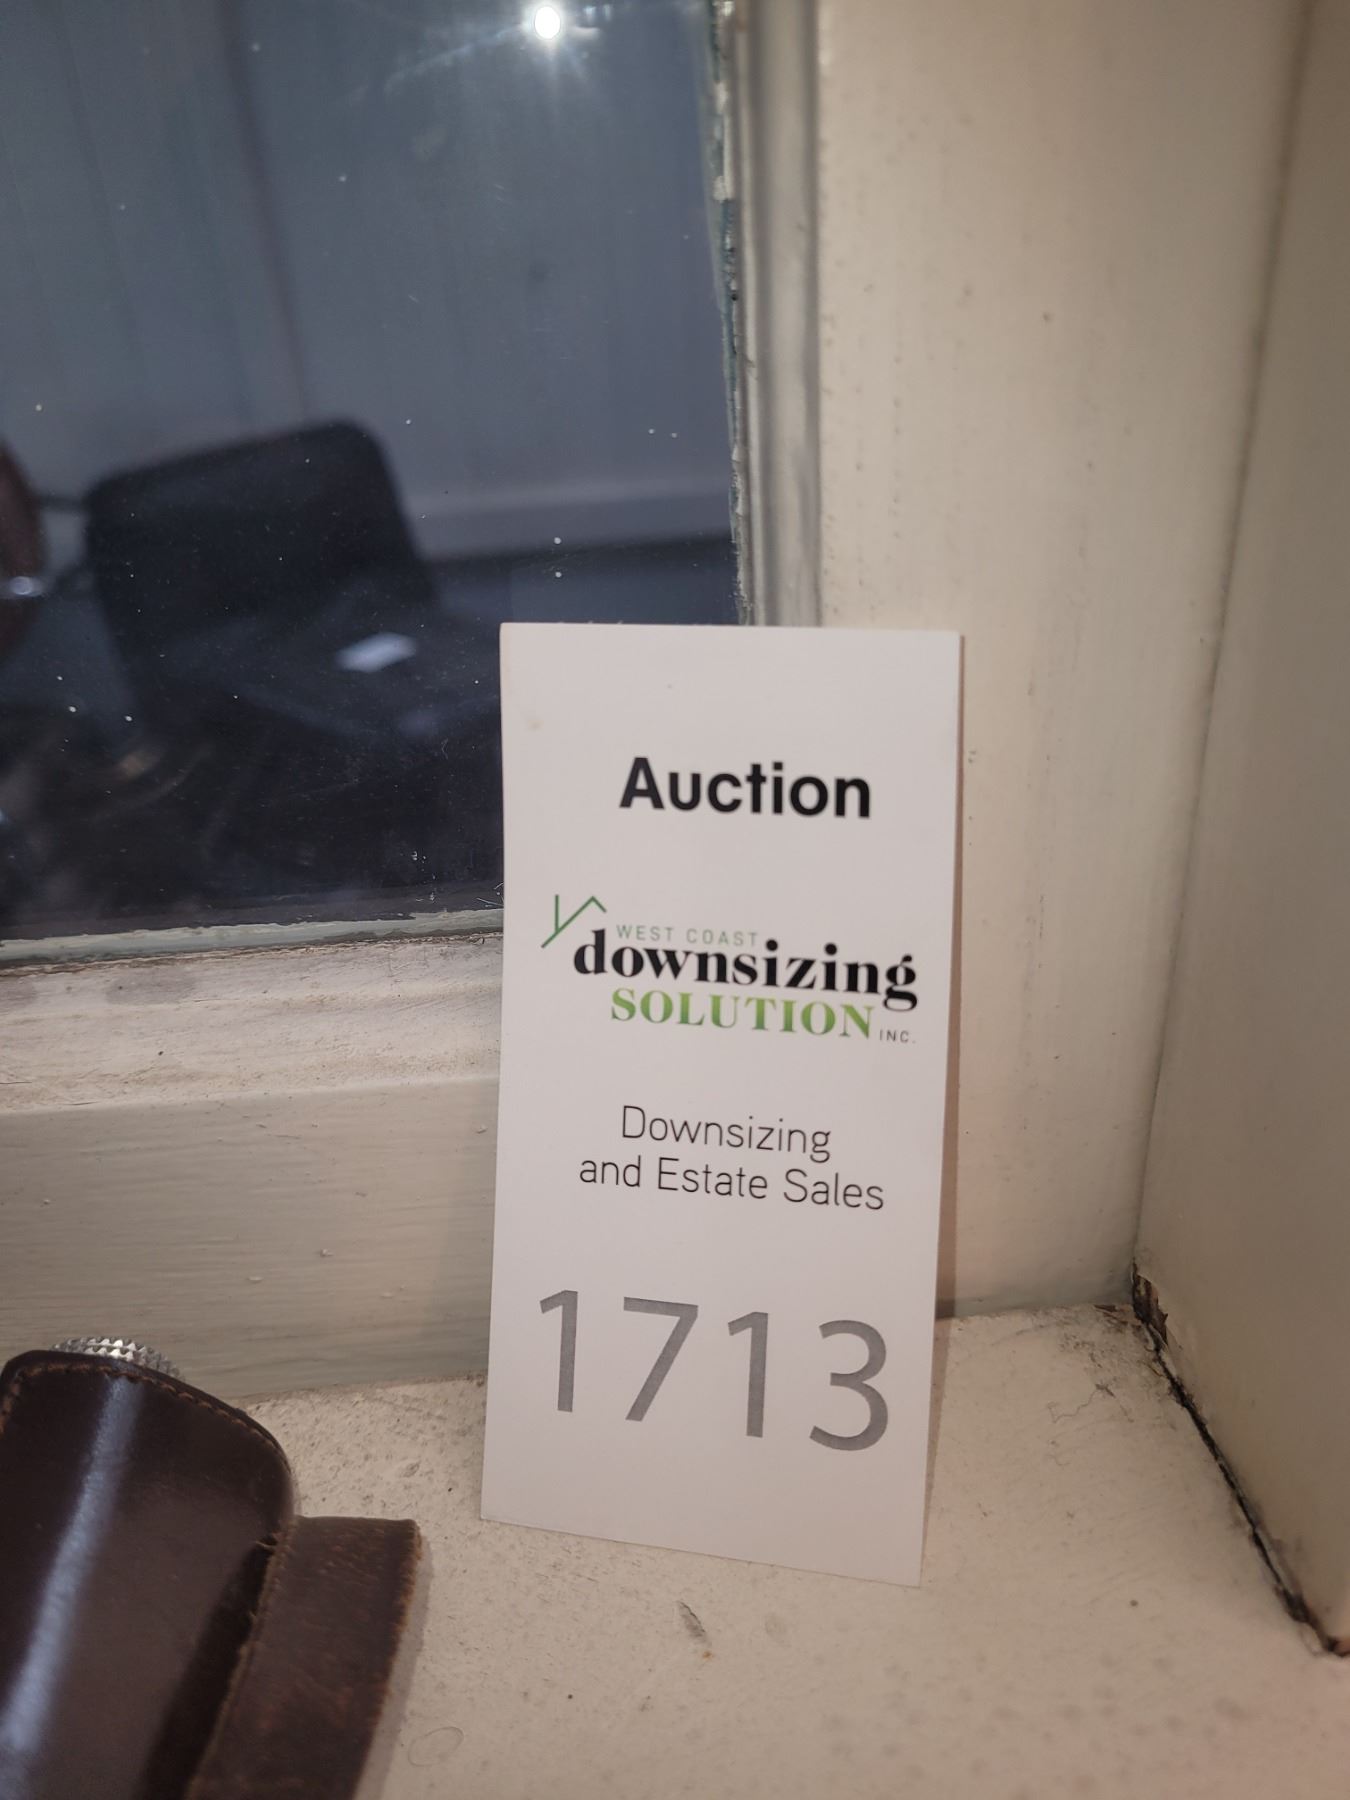 Auction
WEST COAST
downsizing
SOLUTION INC.
Downsizing
and Estate Sales
1713